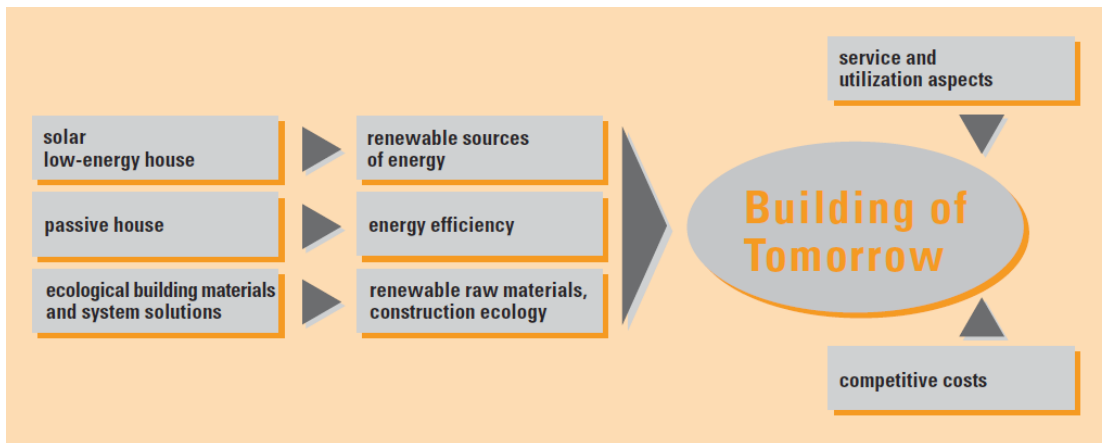 service and
utilization aspects
solar
low-energy house
renewable sources
of energy
passive house
energy efficiency
ecological building materials
and system solutions
renewable raw materials,
construction ecology
Building of
Tomorrow
competitive costs